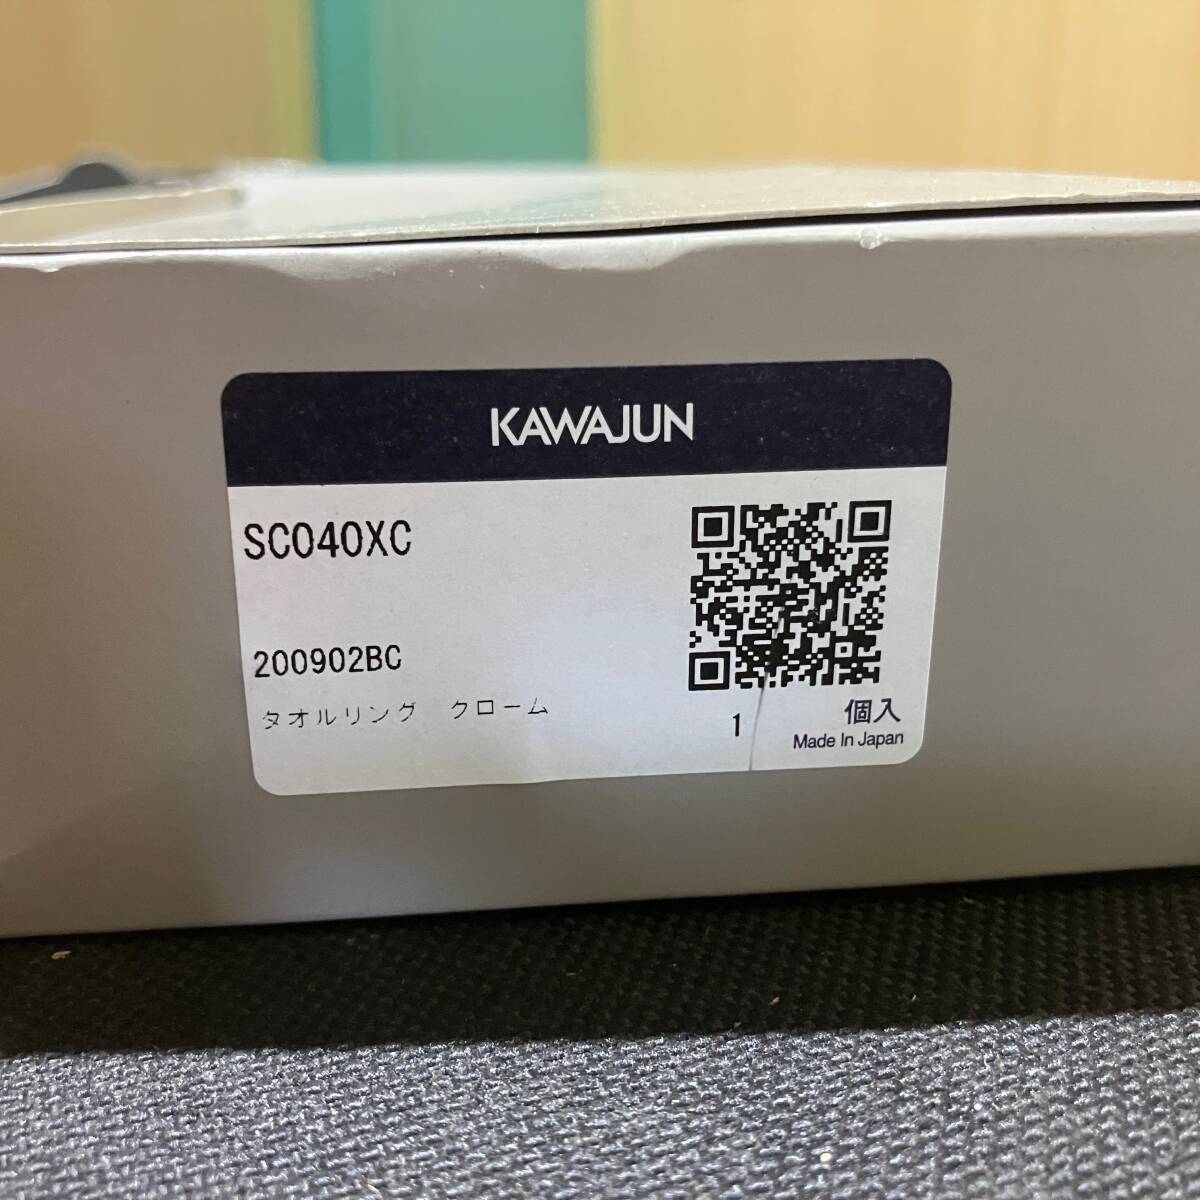 KAWAJUN
SC040XC
200902BC
タオルリング クローム
1 個入
Made In Japan